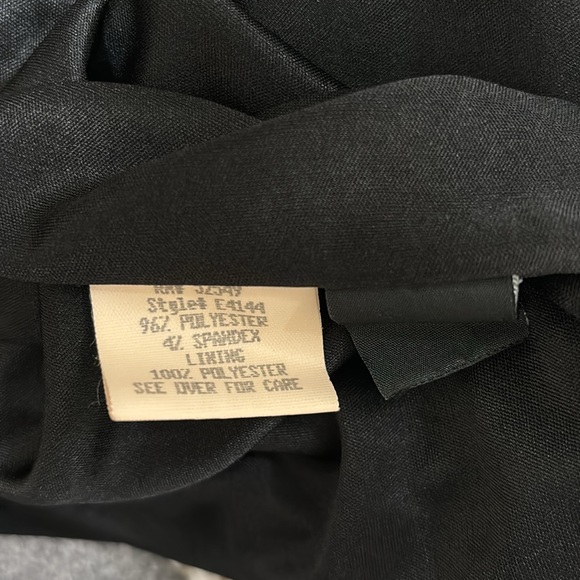 RN# 32549
Style# E4144
96% POLYESTER
4% SPANDEX
LINING
100% POLYESTER
SEE OVER FOR CARE